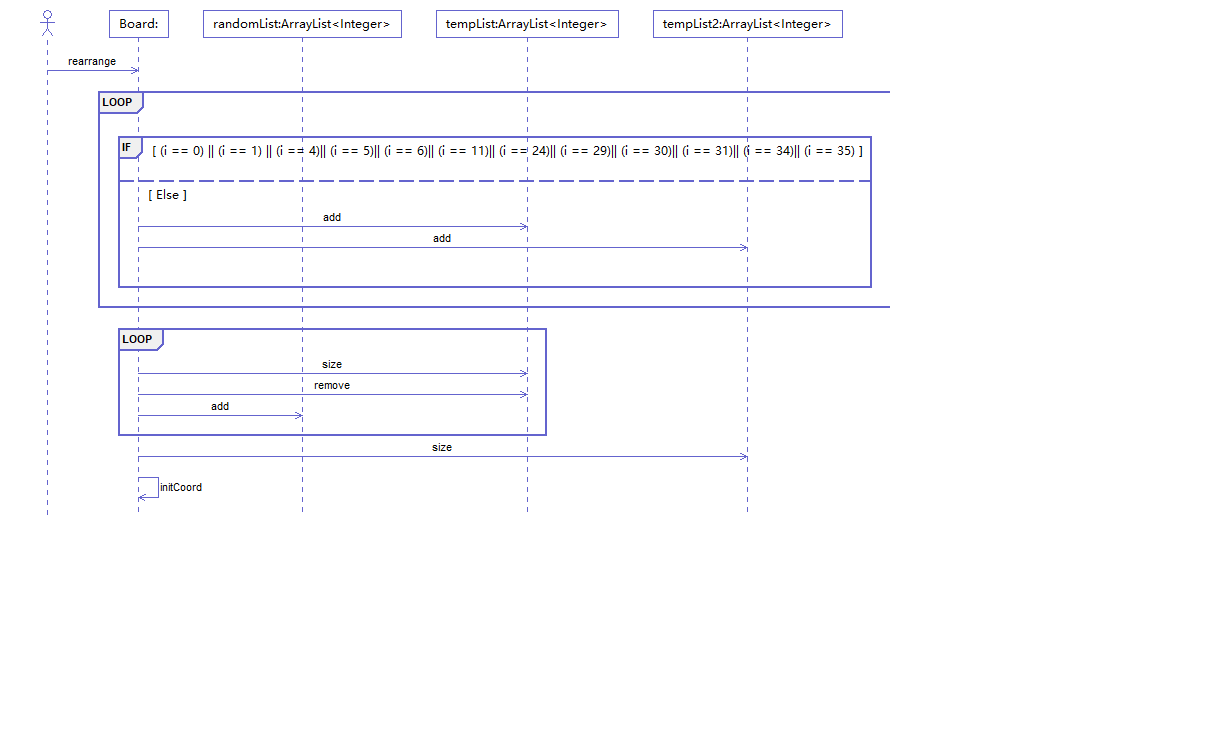 Board:
randomList:ArrayList<Integer>
tempList:ArrayList<Integer>
tempList2:ArrayList<Integer>
rearrange
LOOP
IF
[ (i == 0) || (i == 1) || (i == 4)|| (i == 5)|| (i == 6)|| (i == 11)|| (i == 24)|| (i == 29)|| (i == 30)|| (i == 31)|| (i == 34)|| (i == 35) ]
[ Else ]
add
add
LOOP
size
remove
add
size
initCoord